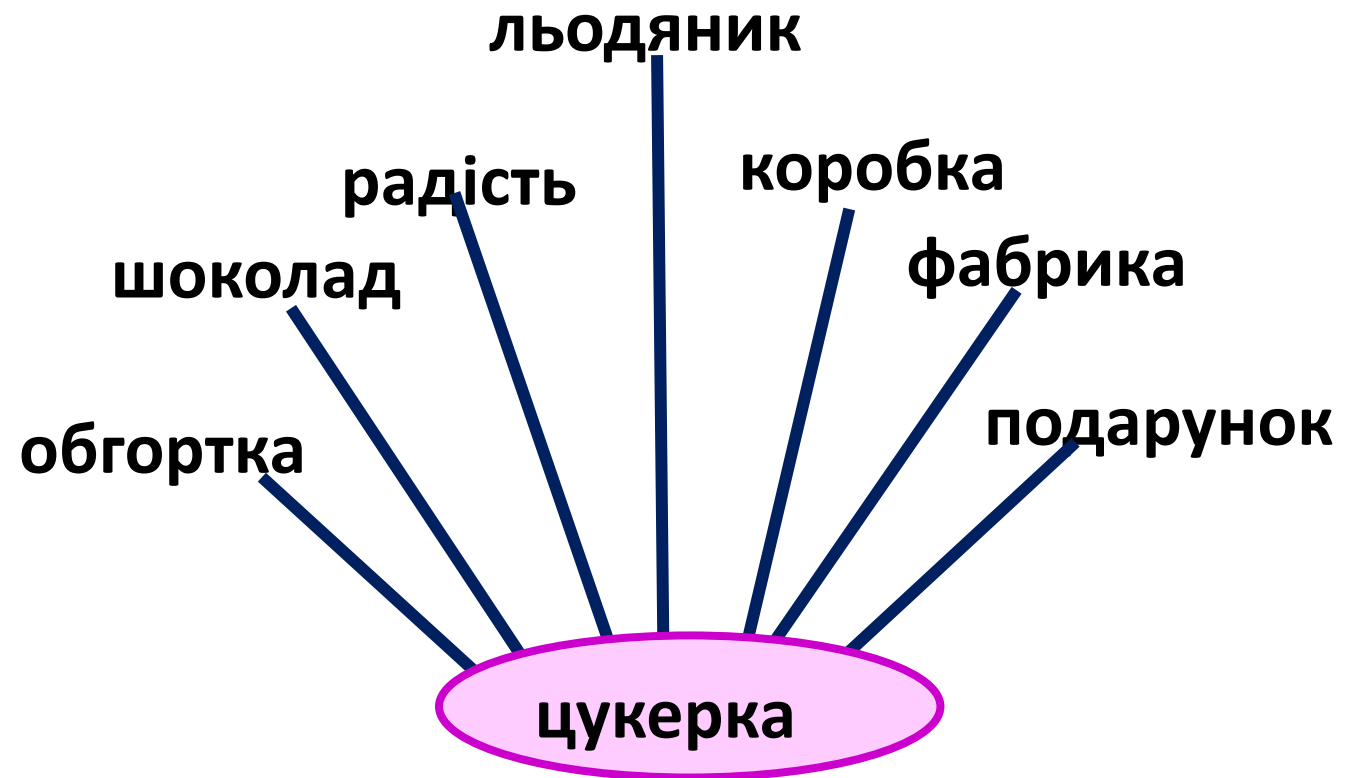 льодяник
радість
коробка
шоколад
фабрика
обгортка
подарунок
цукерка